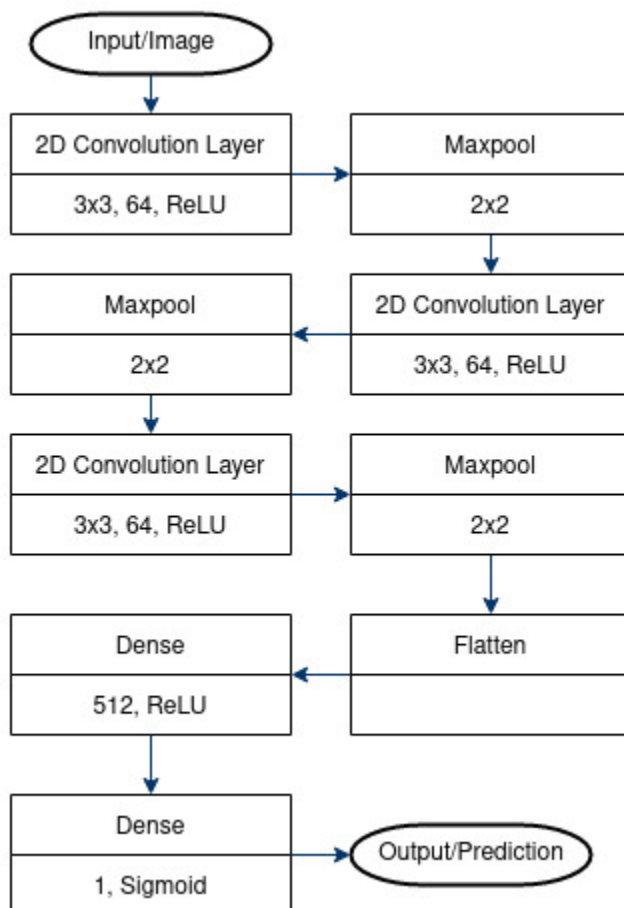 Input/Image
2D Convolution Layer
3x3, 64, ReLU
Maxpool
2x2
2D Convolution Layer
3x3, 64, ReLU
Maxpool
2x2
2D Convolution Layer
3x3, 64, ReLU
Maxpool
2x2
Flatten
Dense
512, ReLU
Dense
1, Sigmoid
Output/Prediction